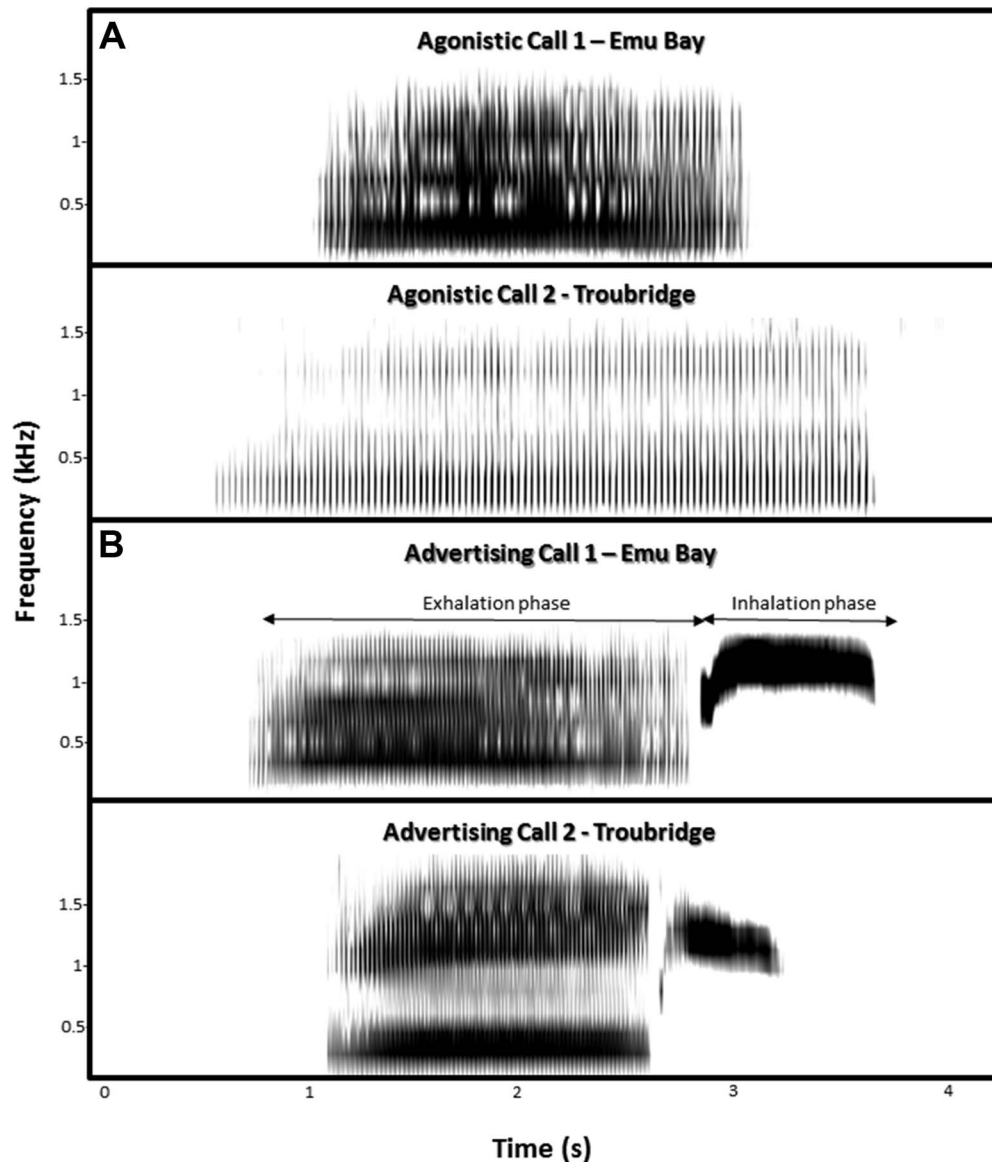 A
Agonistic Call 1 – Emu Bay
1.5
1
0.5
Agonistic Call 2 - Troubridge
1.5
1
0.5
Frequency (kHz)
B
Advertising Call 1 – Emu Bay
Exhalation phase
Inhalation phase
1.5
1
0.5
Advertising Call 2 - Troubridge
1.5
1
0.5
0 1 2 3 4
Time (s)